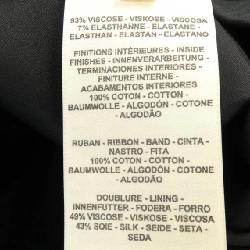 93% VISCOSE - VISKOSE - VISCOSA
7% ELASTHANNE - ELASTANE -
ELASTHAN - ELASTAN - ELASTANO
FINITIONS INTÉRIEURES - INSIDE
FINISHES - INNENVERARBEITUNG -
TERMINACIONES INTERIORES -
FINITURE INTERNE -
ACABAMENTOS INTERIORES
100% COTON - COTTON -
BAUMWOLLE - ALGODÓN - COTONE -
ALGODÃO
RUBAN - RIBBON - BAND - CINTA -
NASTRO - FITA
100% COTON - COTTON -
BAUMWOLLE - ALGODÓN - COTONE -
ALGODÃO
DOUBLURE - LINING -
INNENFUTTER - FODERA - FORRO
49% VISCOSE - VISKOSE - VISCOSA
43% SOIE - SILK - SEIDE - SETA -
SEDA